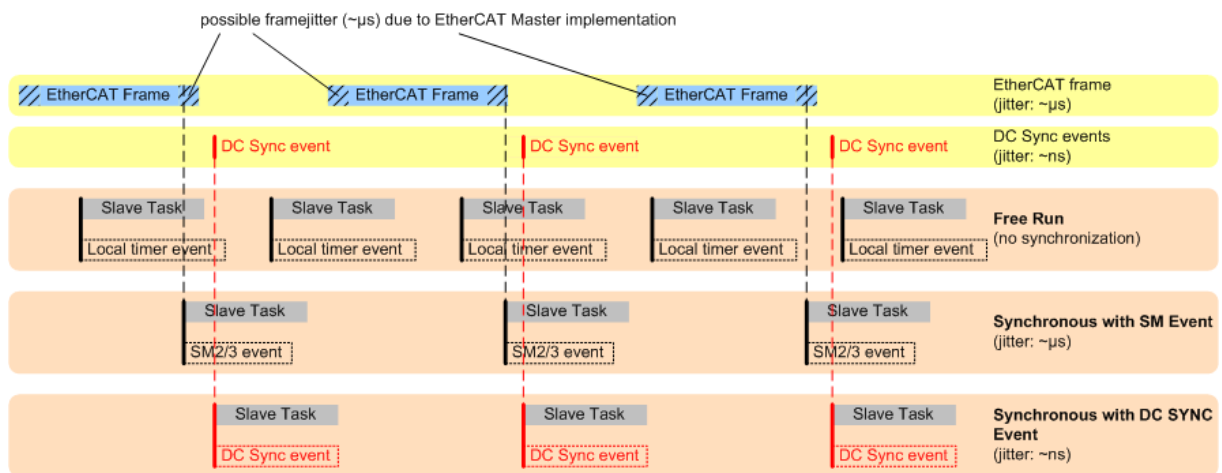 possible framejitter (~µs) due to EtherCAT Master implementation
EtherCAT Frame
EtherCAT Frame
EtherCAT Frame
EtherCAT frame
(jitter: ~µs)
DC Sync event
DC Sync event
DC Sync event
DC Sync events
(jitter: ~ns)
Slave Task
Slave Task
Slave Task
Slave Task
Slave Task
Local timer event
Local timer event
Local timer event
Local timer event
Local timer event
Free Run
(no synchronization)
Slave Task
Slave Task
Slave Task
SM2/3 event
SM2/3 event
SM2/3 event
Synchronous with SM Event
(jitter: ~µs)
Slave Task
Slave Task
Slave Task
DC Sync event
DC Sync event
DC Sync event
Synchronous with DC SYNC
Event
(jitter: ~ns)